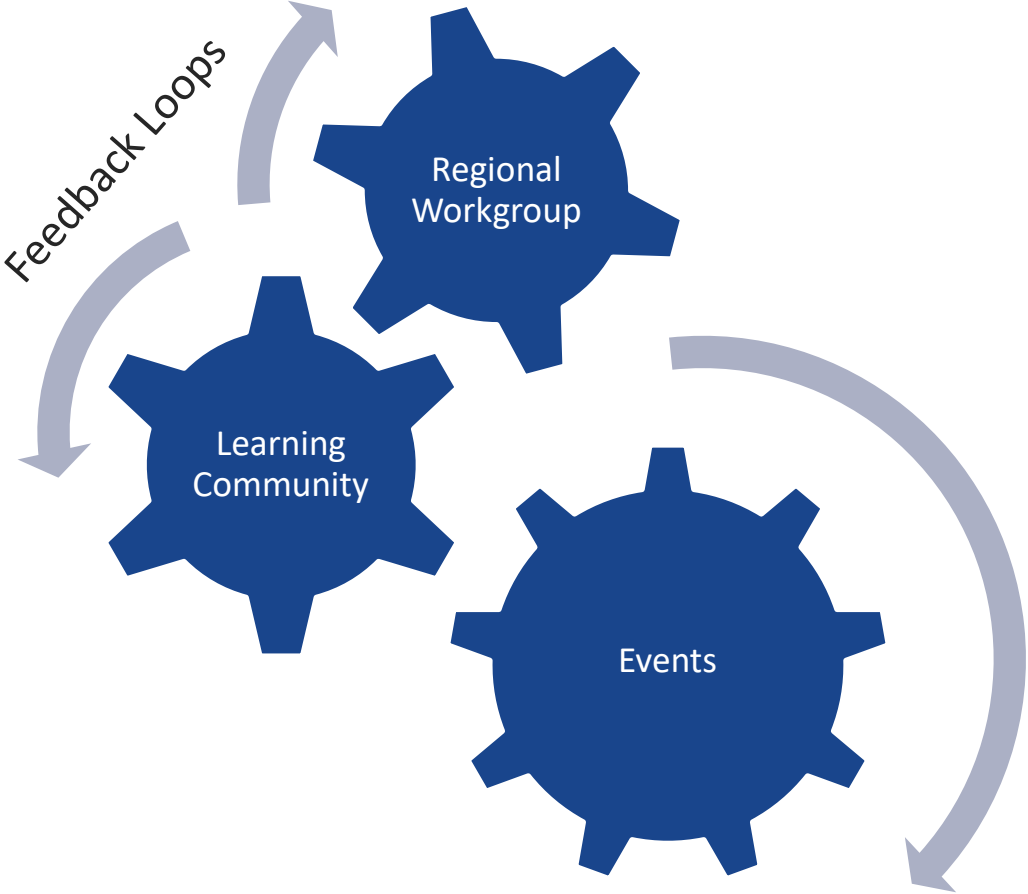 Feedback Loops
Regional
Workgroup
Learning
Community
Events